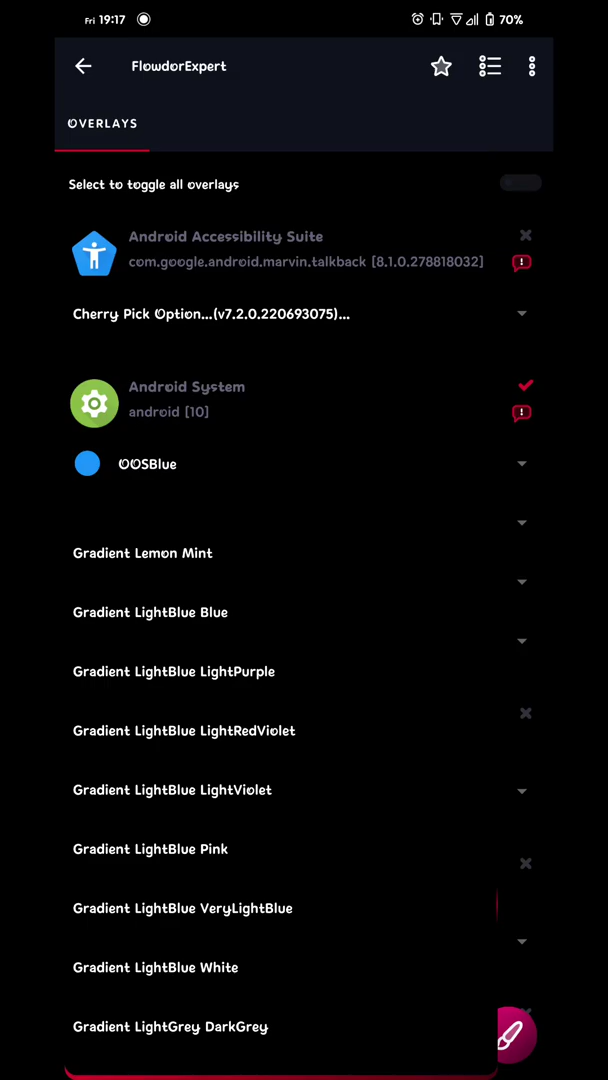 Fri 19:17
70%
FlowdorExpert
OVERLAYS
Select to toggle all overlays
Android Accessibility Suite
com.google.android.marvin.talkback [8.1.0.278818032]
Cherry Pick Option...(v7.2.0.220693075)...
Android System
android [10]
OOSBlue
Gradient Lemon Mint
Gradient LightBlue Blue
Gradient LightBlue LightPurple
Gradient LightBlue LightRedViolet
Gradient LightBlue LightViolet
Gradient LightBlue Pink
Gradient LightBlue VeryLightBlue
Gradient LightBlue White
Gradient LightGrey DarkGrey